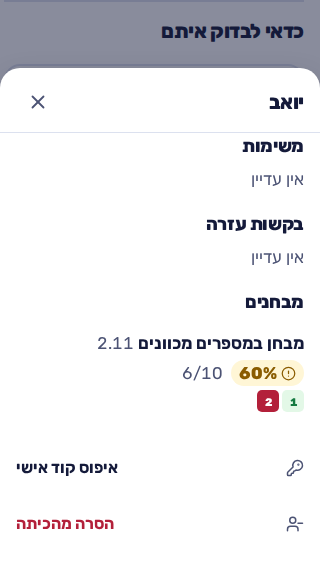 כדאי לבדוק איתם
יואב
משימות
אין עדיין
בקשות עזרה
אין עדיין
מבחנים
מבחן במספרים מכוונים 2.11
60% 6/10
1 2
איפוס קוד אישי
הסרה מהכיתה